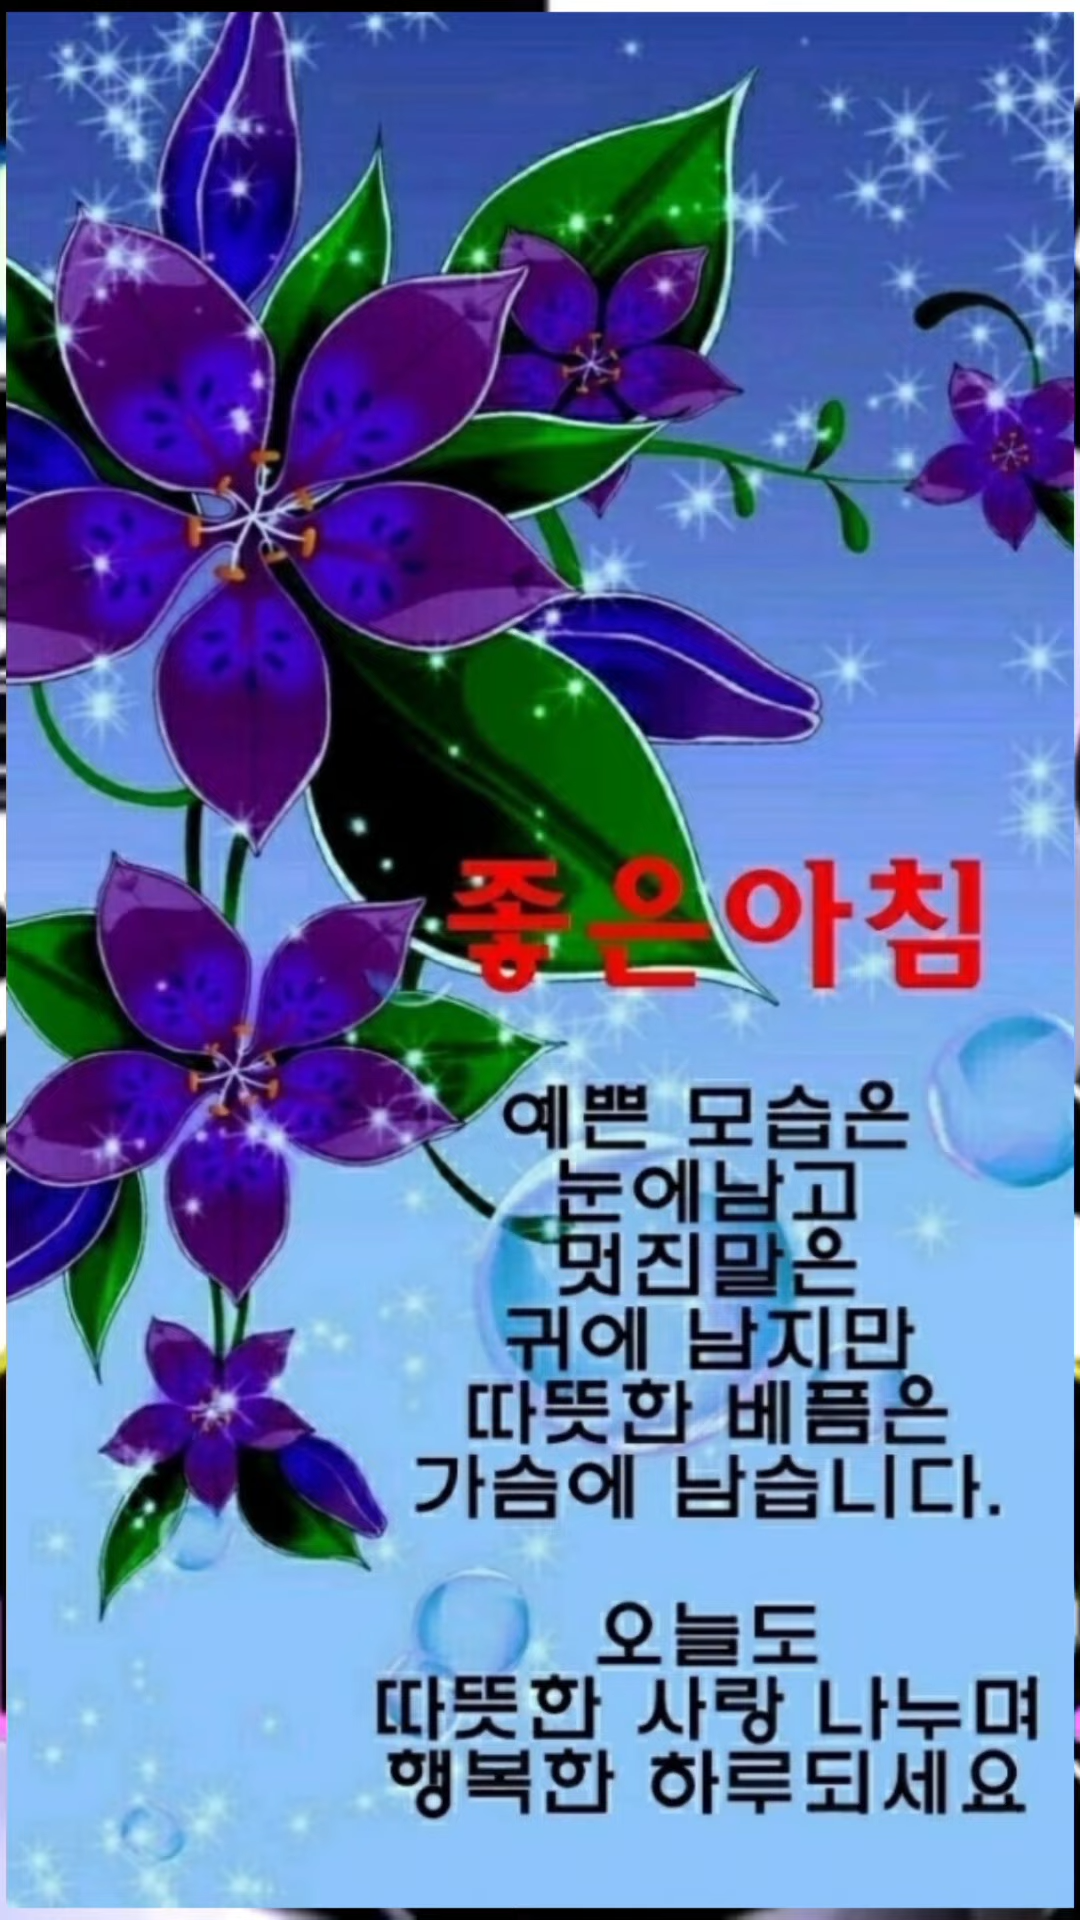 좋은아침
예쁜 모습은
눈에남고
멋진말은
귀에 남지만
따뜻한 베픔은
가슴에 남습니다.
오늘도
따뜻한 사랑 나누며
행복한 하루되세요